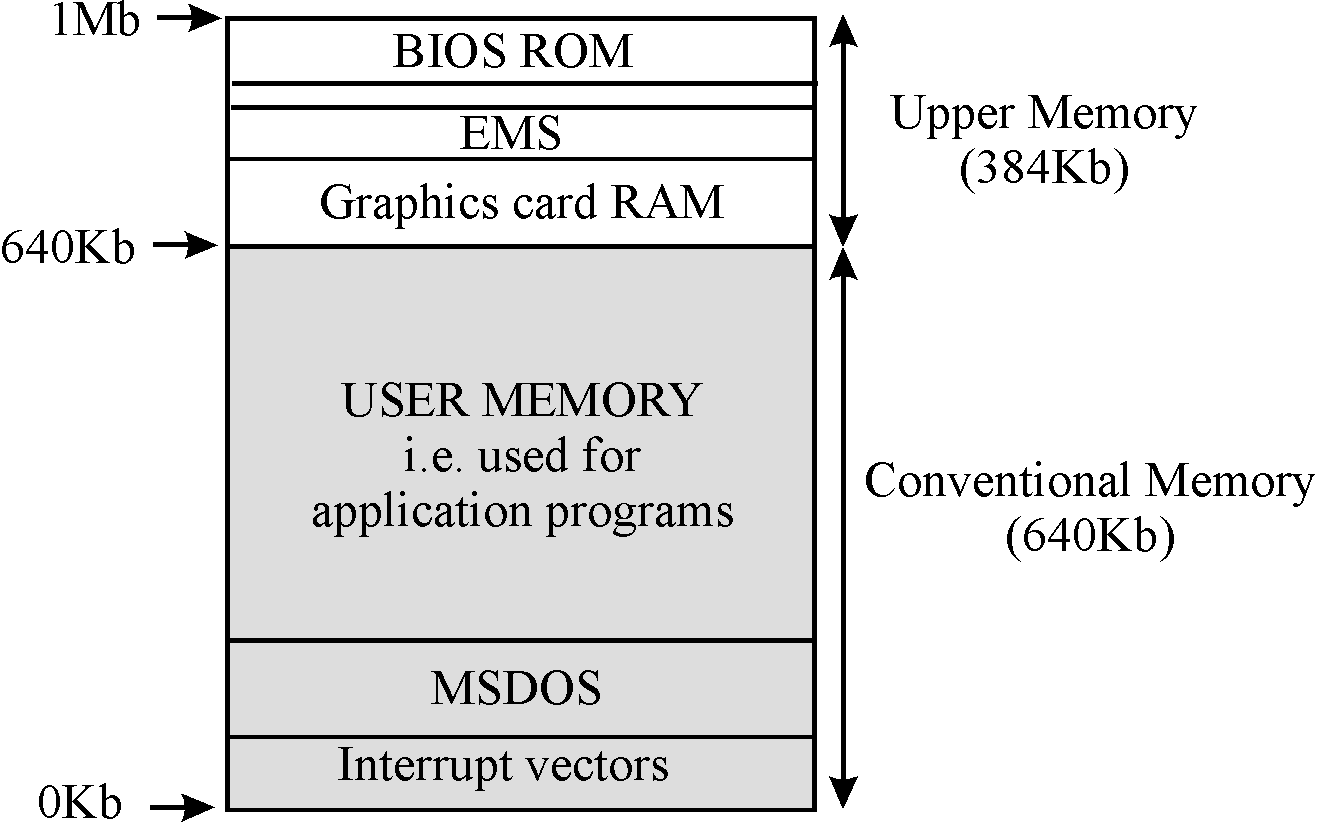 1Mb
BIOS ROM
EMS
Upper Memory
(384Kb)
Graphics card RAM
640Kb
USER MEMORY
i.e. used for
application programs
Conventional Memory
(640Kb)
MSDOS
Interrupt vectors
0Kb